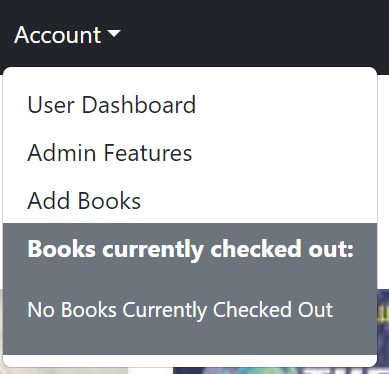 Account
User Dashboard
Admin Features
Add Books
Books currently checked out:
No Books Currently Checked Out